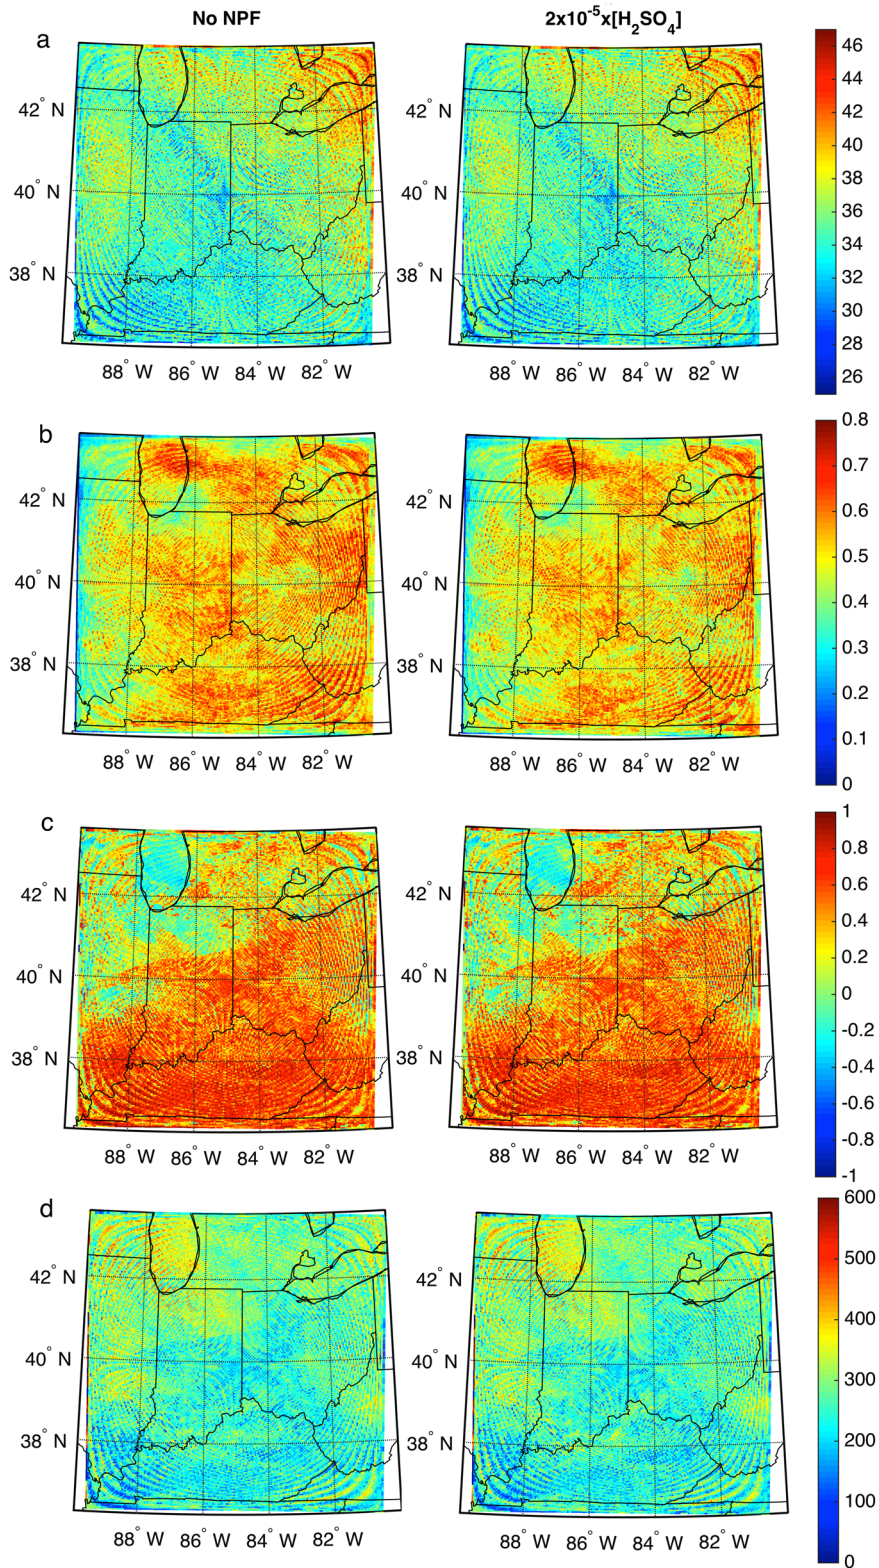 No NPF 2x10⁻⁵x[H₂SO₄]
a
42° N
40° N
38° N
88° W 86° W 84° W 82° W 88° W 86° W 84° W 82° W
46
44
42
40
38
36
34
32
30
28
26
b
42° N
40° N
38° N
88° W 86° W 84° W 82° W 88° W 86° W 84° W 82° W
0.8
0.7
0.6
0.5
0.4
0.3
0.2
0.1
0
c
42° N
40° N
38° N
88° W 86° W 84° W 82° W 88° W 86° W 84° W 82° W
1
0.8
0.6
0.4
0.2
0
-0.2
-0.4
-0.6
-0.8
-1
d
42° N 42° N
40° N 40° N
38° N 38° N
88° W 86° W 84° W 82° W 88° W 86° W 84° W 82° W
600
500
400
300
200
100
0